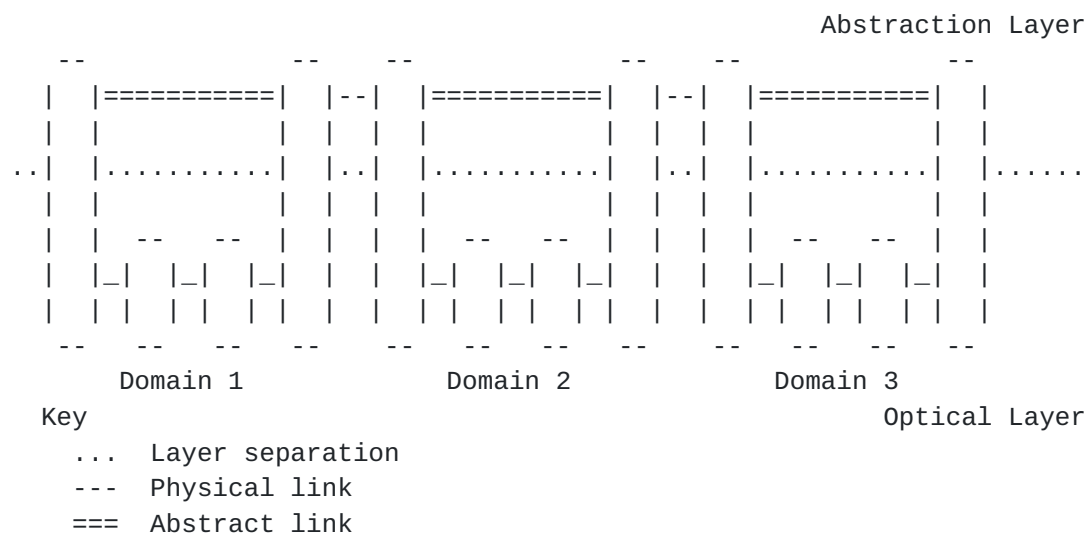 Abstraction Layer
   --             --    --             --    --             --
  |  |===========|  |--|  |===========|  |--|  |===========|  |
  |  |           |  |  |  |           |  |  |  |           |  |
..|  |...........|  |..|  |...........|  |..|  |...........|  |......
  |  |           |  |  |  |           |  |  |  |           |  |
  |  |  --   --  |  |  |  |  --   --  |  |  |  |  --   --  |  |
  |  |_|  |_|  |_|  |  |  |_|  |_|  |_|  |  |  |_|  |_|  |_|  |
  |  | |  | |  | |  |  |  | |  | |  | |  |  |  | |  | |  | |  |
   --   --   --   --    --   --   --   --    --   --   --   --
Domain 1 Domain 2 Domain 3
Key Optical Layer
... Layer separation
--- Physical link
=== Abstract link